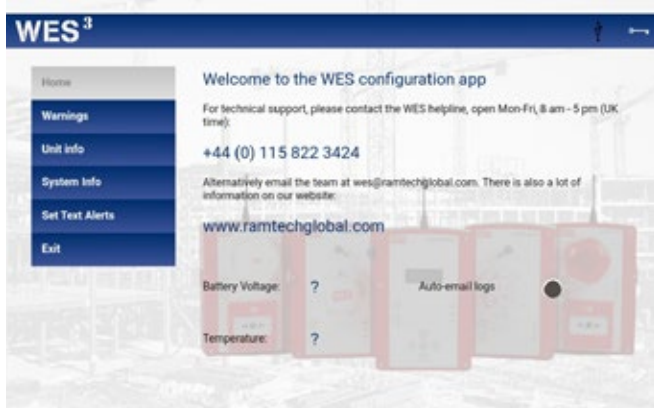 WES³
Home
Warnings
Unit info
System Info
Set Text Alerts
Exit
Welcome to the WES configuration app
For technical support, please contact the WES helpline, open Mon-Fri, 8 am - 5 pm (UK
time):
+44 (0) 115 822 3424
Alternatively email the team at wes@ramtechglobal.com. There is also a lot of
information on our website:
www.ramtechglobal.com
Battery Voltage: ?
Auto-email logs
Temperature: ?